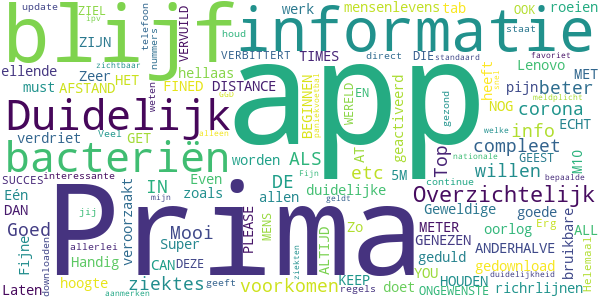 update ZIEL mensenlevens tab OOK roeien
ipv telefoon ZIJN VERVUILD nummers houd werk staat
blijf informatie
zichtbaar VERBITTERT TIMES direct DIE standaard favoriet
ellende Zeer HET hellaas
must AFSTAND FINED DISTANCE BEGINNEN app heeft Lenovo MET
weten pijn beter
Duidelijk WERELD EN geactiveerd NOG corona
verdriet Veel GET alleen AT gezond info ECHT
bacteriën worden ALS etc Top compleet GEEST
SUCCES interessante Even DE 5M welke M10
Eén IN zoals allen duidelijke continue nationale bepaalde willen
DAN jij Prima Fijn Overzichtelijk
Goed veroorzaakt Mooi mijn PLEASE MENS ALTIJD geldt Zo METER Geweldige Erg goede bruikbare
Fijne allerlei Super KEEP YOU GENEZEN oorlog ALL
Handig CAN DEZE geduld ANDERHALVE Helemaal
Laten downloaden hoogte ziektes geeft voorkomen ziekten regels doet HOUDEN gedownload duidelijkheid
aanmerken ONGEWENSTE richrlijnen
meldplicht